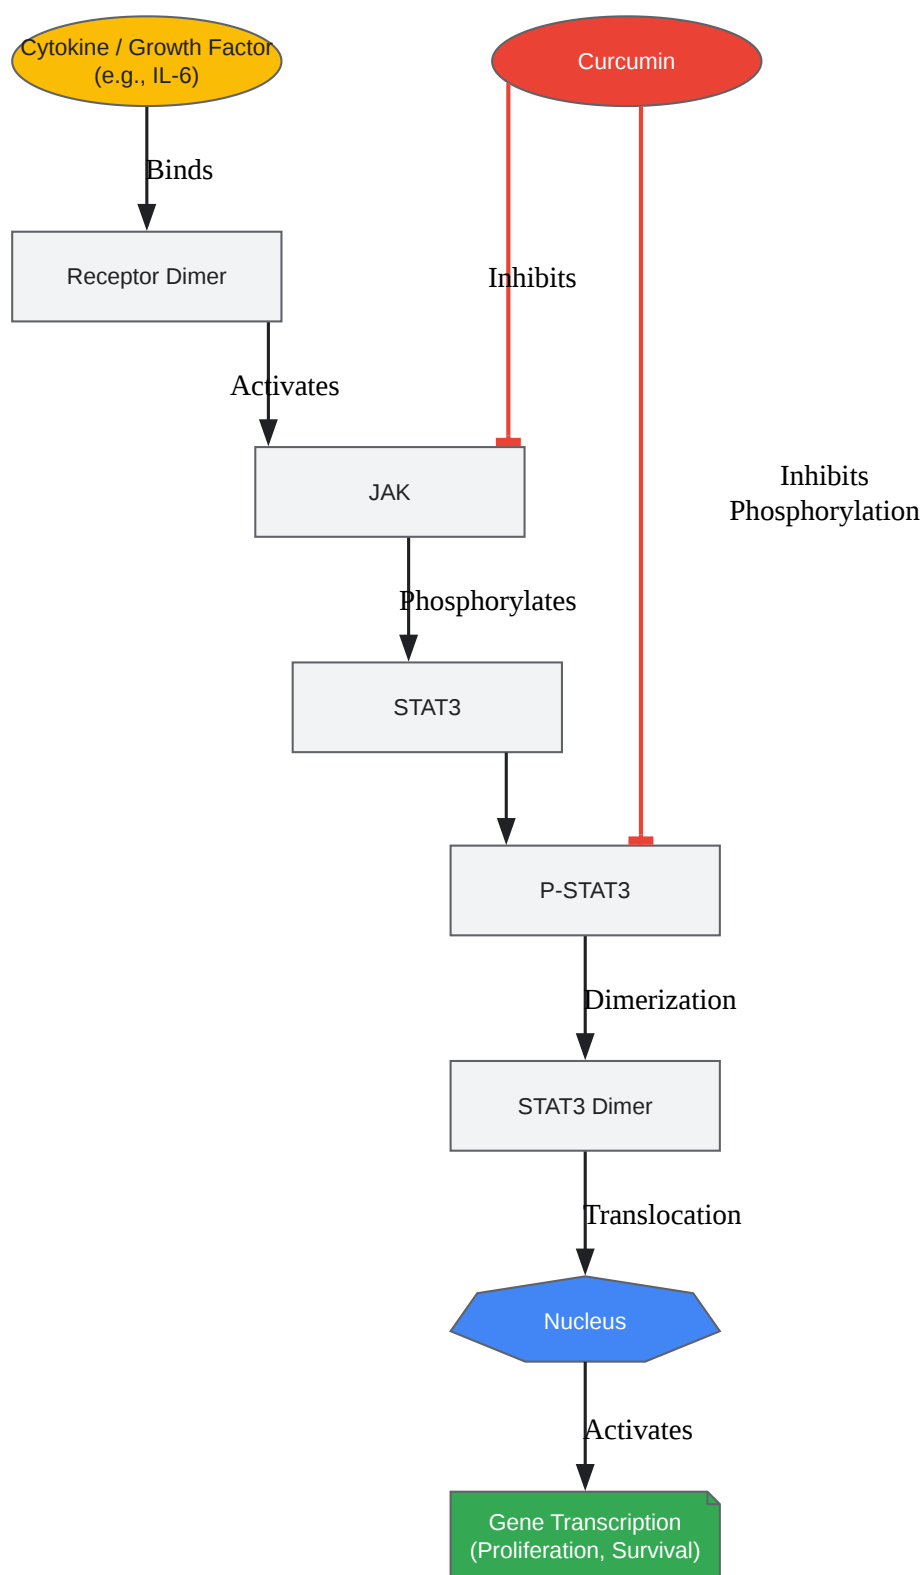 Cytokine / Growth Factor
(e.g., IL-6)
Curcumin
Binds
Receptor Dimer
Inhibits
Activates
JAK
Inhibits
Phosphorylation
Phosphorylates
STAT3
P-STAT3
Dimerization
STAT3 Dimer
Translocation
Nucleus
Activates
Gene Transcription
(Proliferation, Survival)